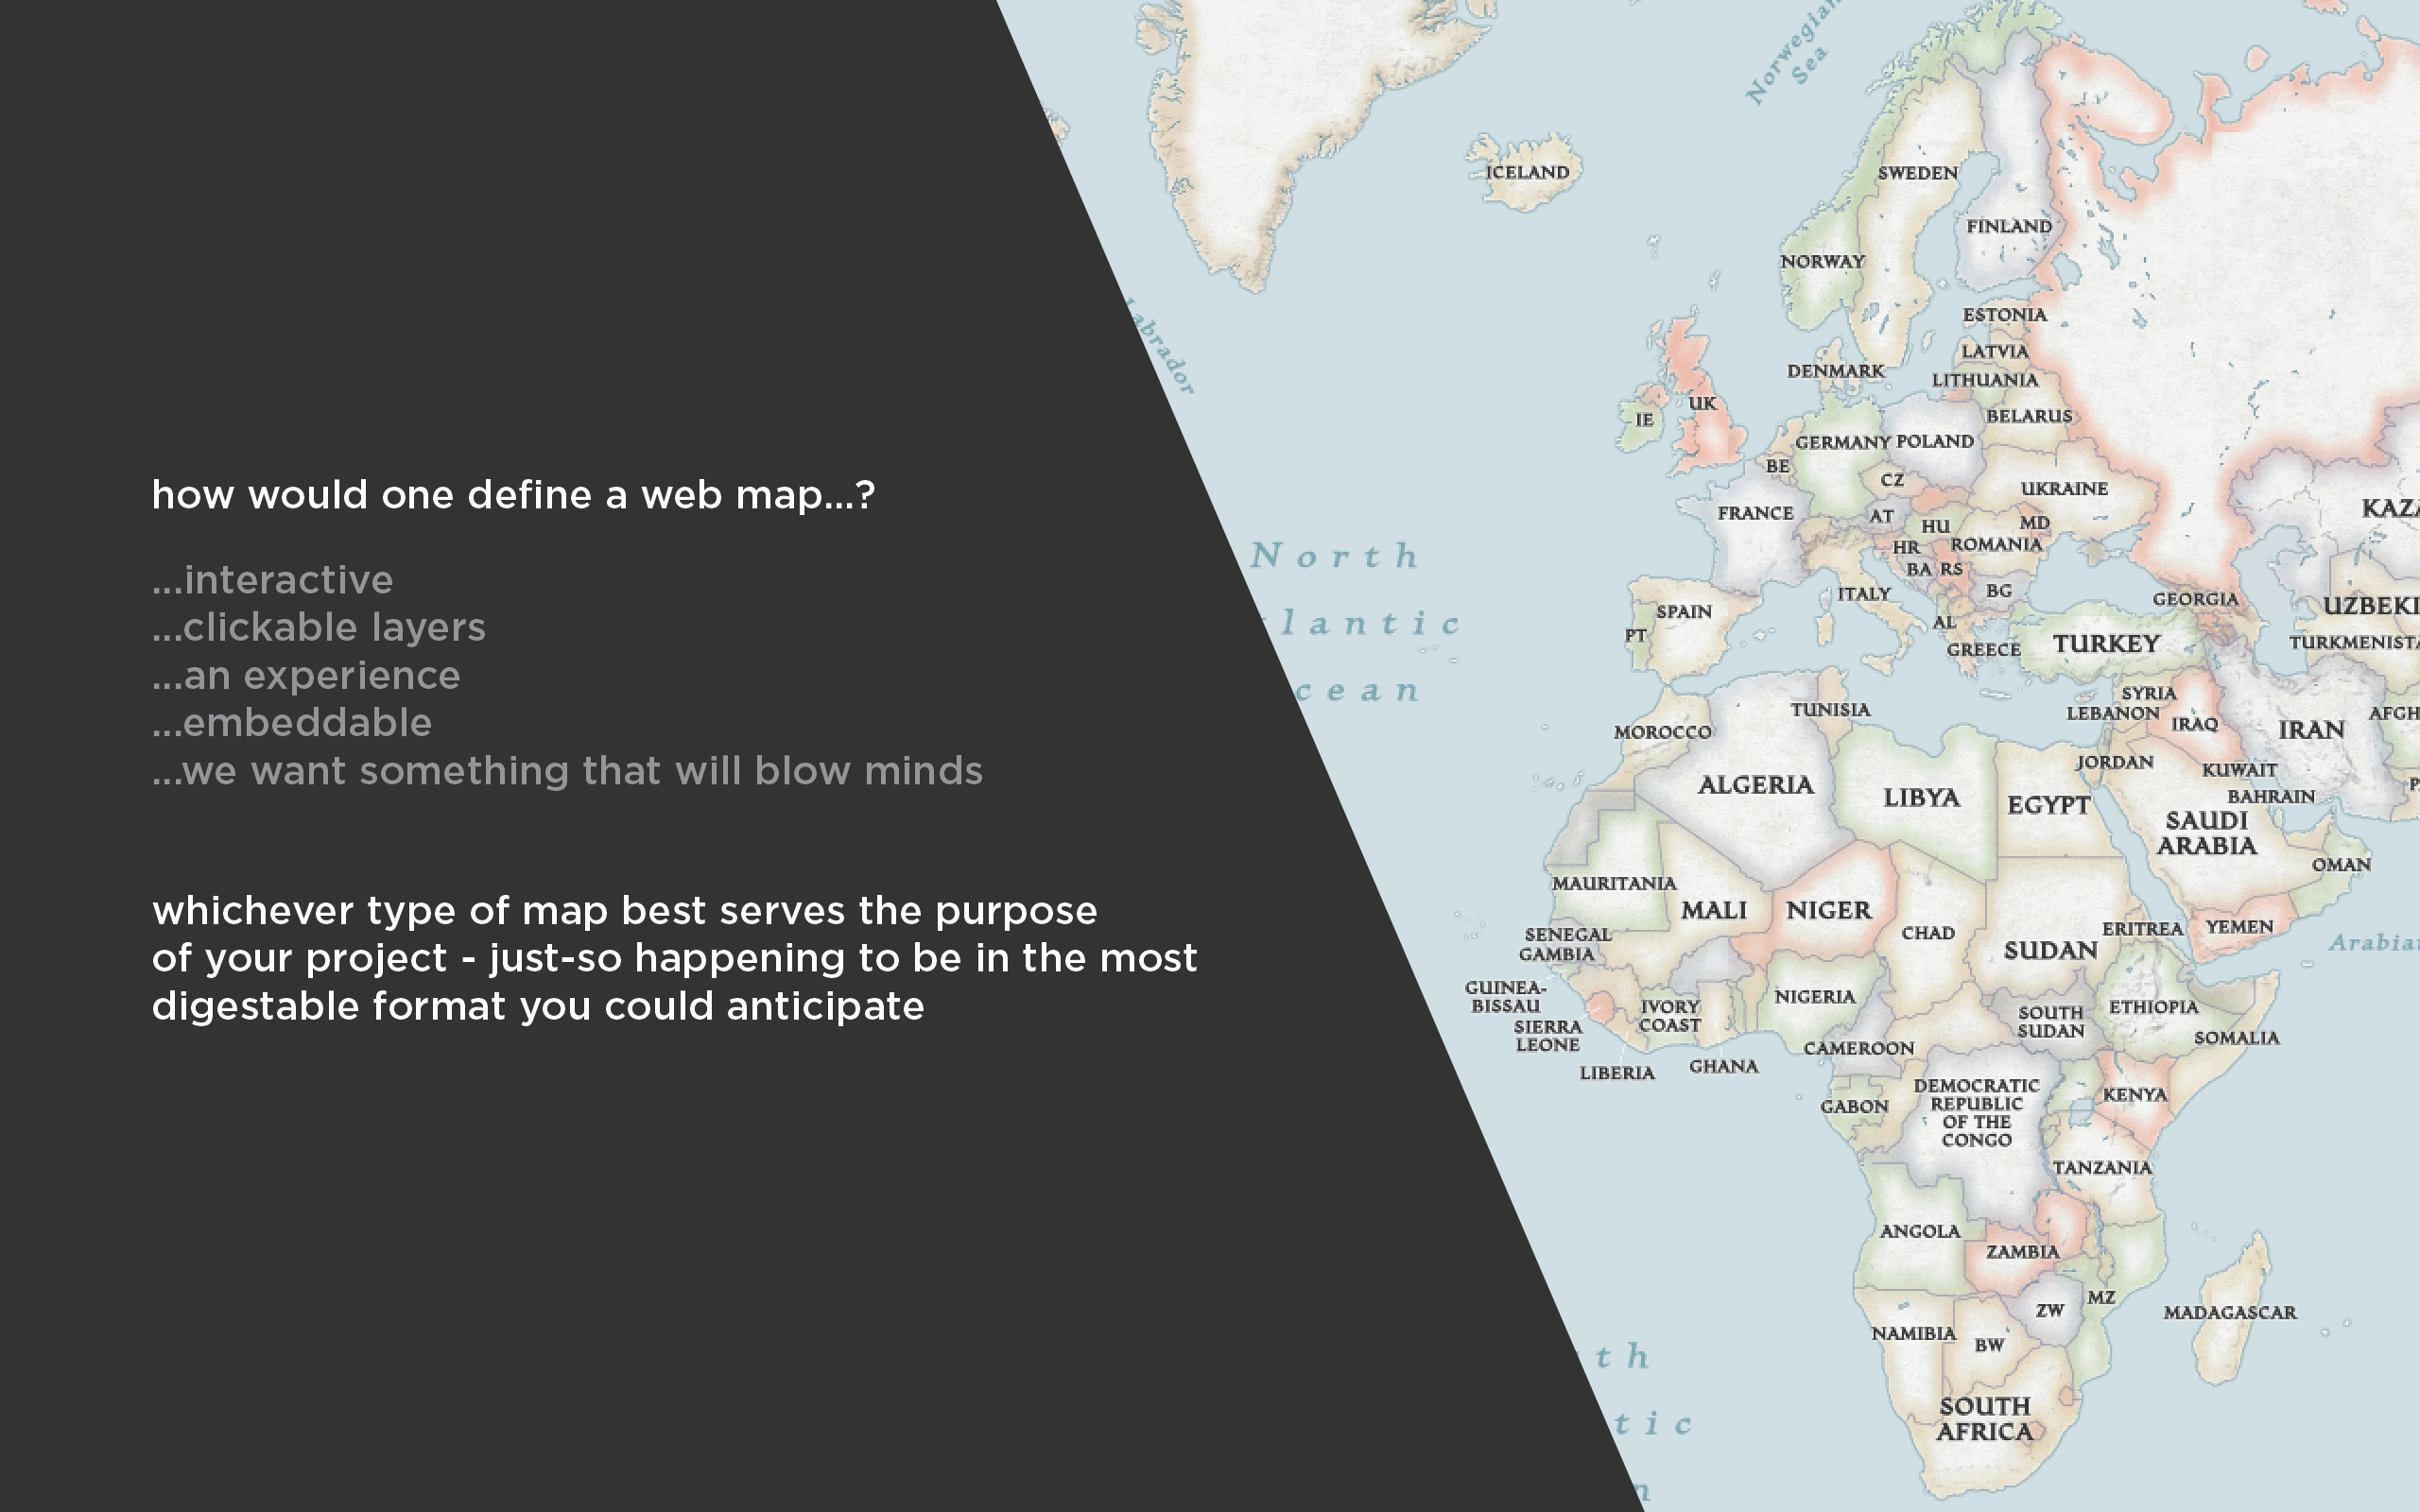 how would one define a web map...?
...interactive
...clickable layers
...an experience
...embeddable
...we want something that will blow minds
whichever type of map best serves the purpose
of your project - just-so happening to be in the most
digestable format you could anticipate
Norwegian
Sea
ICELAND
SWEDEN
FINLAND
NORWAY
ESTONIA
LATVIA
DENMARK
LITHUANIA
abrador
UK
IE
BELARUS
GERMANY
POLAND
BE
CZ
UKRAINE
KAZA
FRANCE
AT
HU
MD
HR
ROMANIA
North
BA
RS
ITALY
BG
GEORGIA
UZBEKI
SPAIN
lantic
PT
AL
TURKEY
TURKMENISTA
GREECE
cean
SYRIA
TUNISIA
LEBANON
IRAQ
AFGH
MOROCCO
IRAN
JORDAN
KUWAIT
ALGERIA
LIBYA
EGYPT
BAHRAIN
SAUDI
ARABIA
OMAN
MAURITANIA
MALI
NIGER
CHAD
ERITREA
YEMEN
SENEGAL
SUDAN
Arabian
GAMBIA
GUINEA-
BISSAU
NIGERIA
IVORY
COAST
ETHIOPIA
SOUTH
SUDAN
SIERRA
LEONE
SOMALIA
CAMEROON
LIBERIA
GHANA
DEMOCRATIC
REPUBLIC
OF THE
CONGO
KENYA
GABON
TANZANIA
ANGOLA
ZAMBIA
MZ
ZW
MADAGASCAR
NAMIBIA
BW
th
SOUTH
AFRICA
tic
n